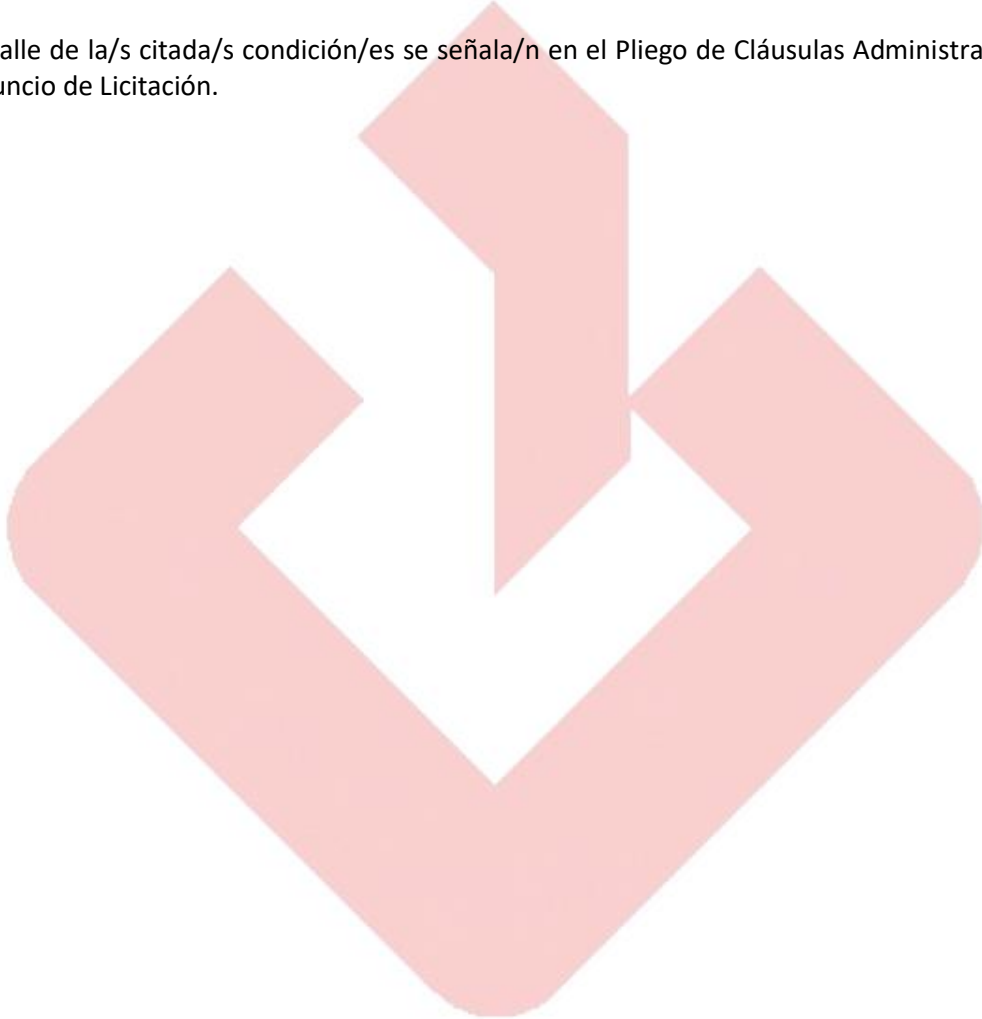 alle de la/s citada/s condición/es se señala/n en el Pliego de Cláusulas Administra
uncio de Licitación.